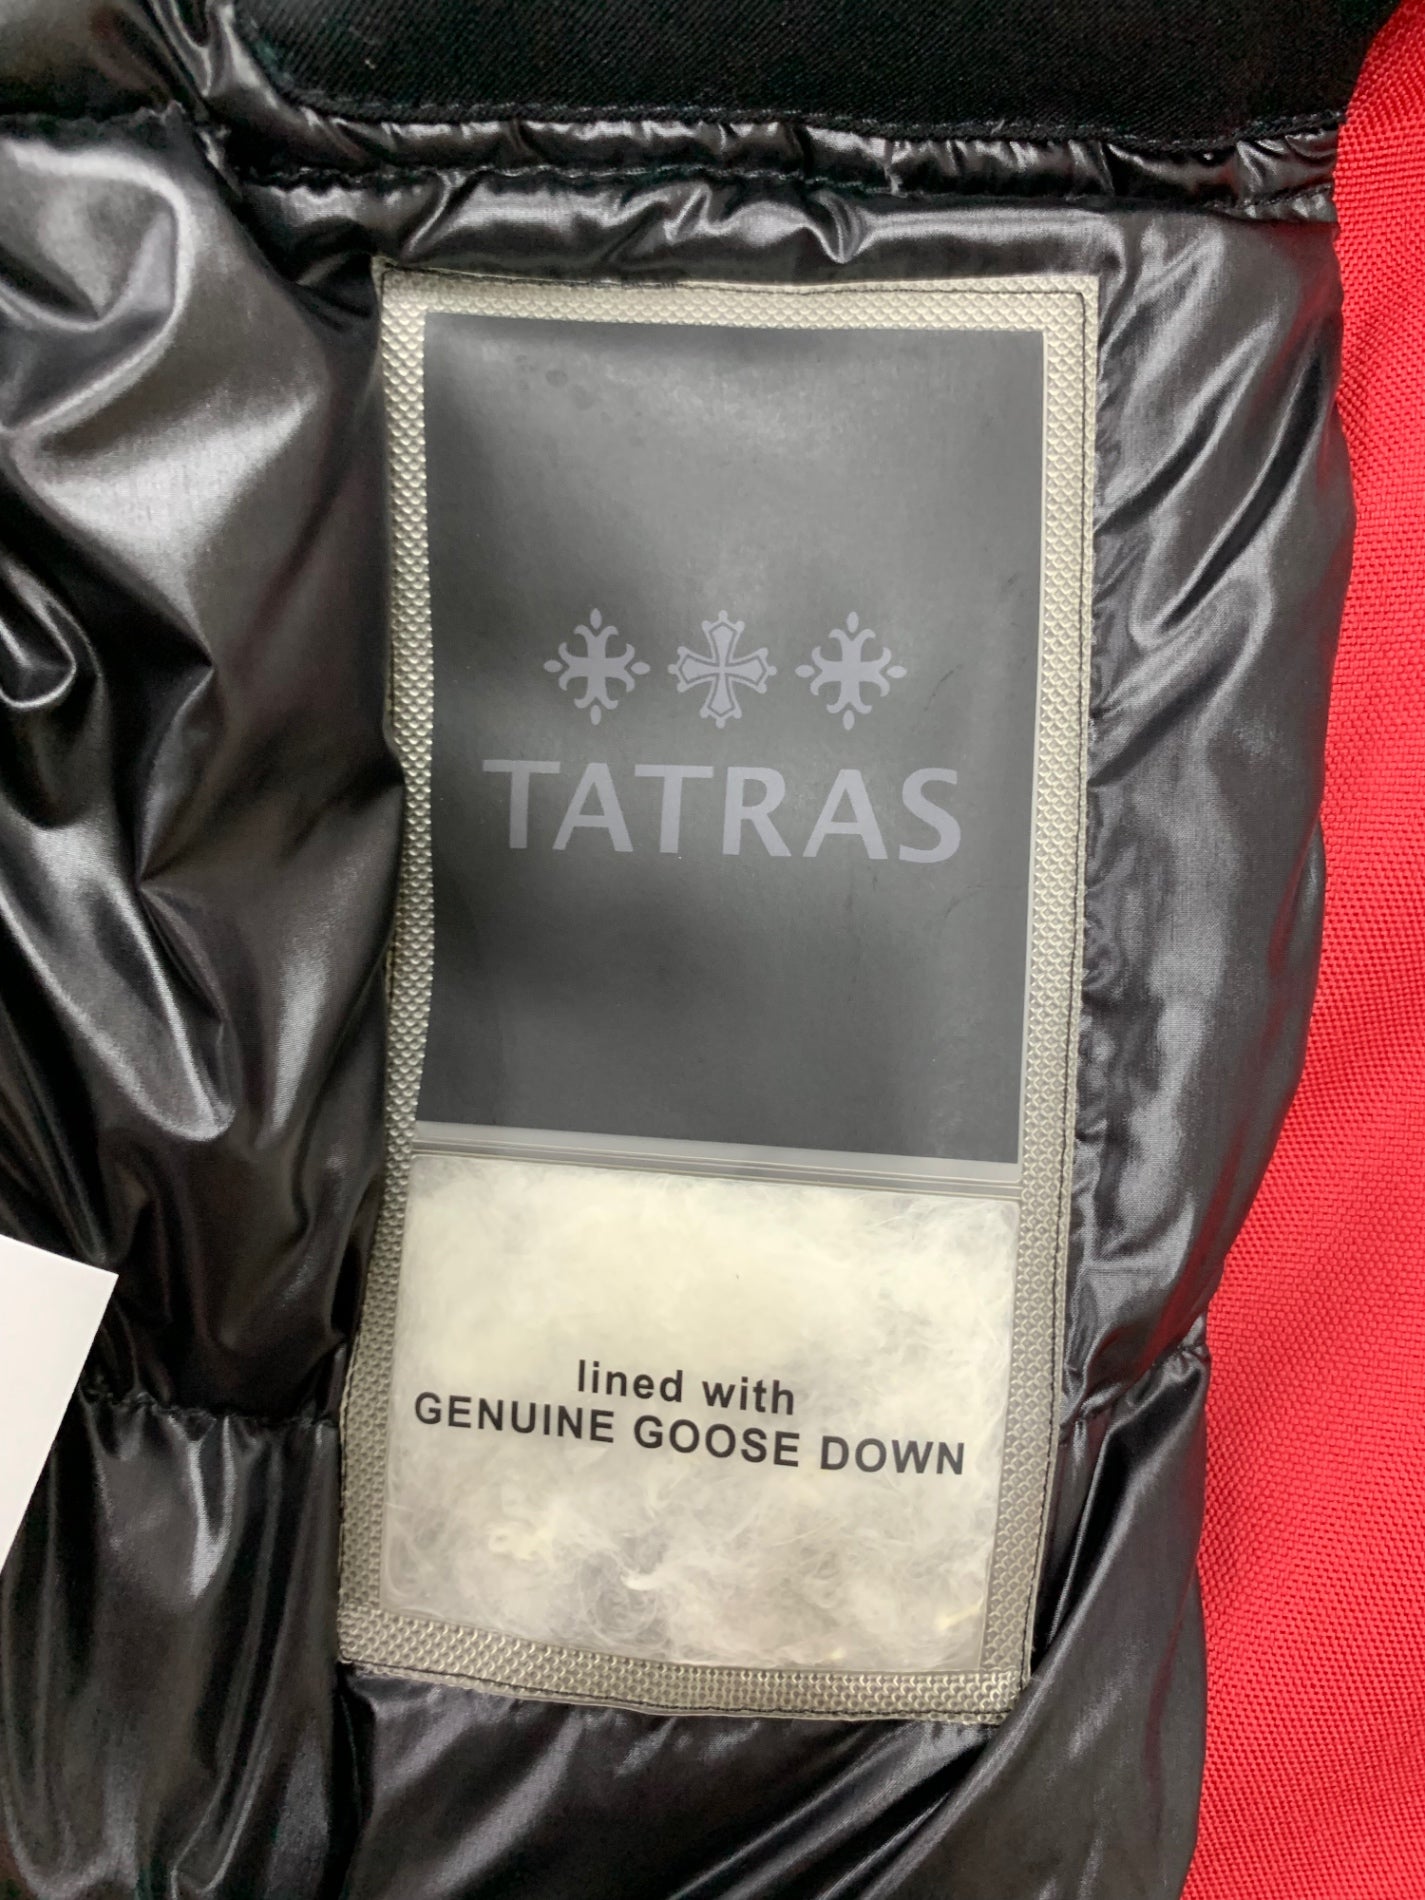 TATRAS
lined with
GENUINE GOOSE DOWN